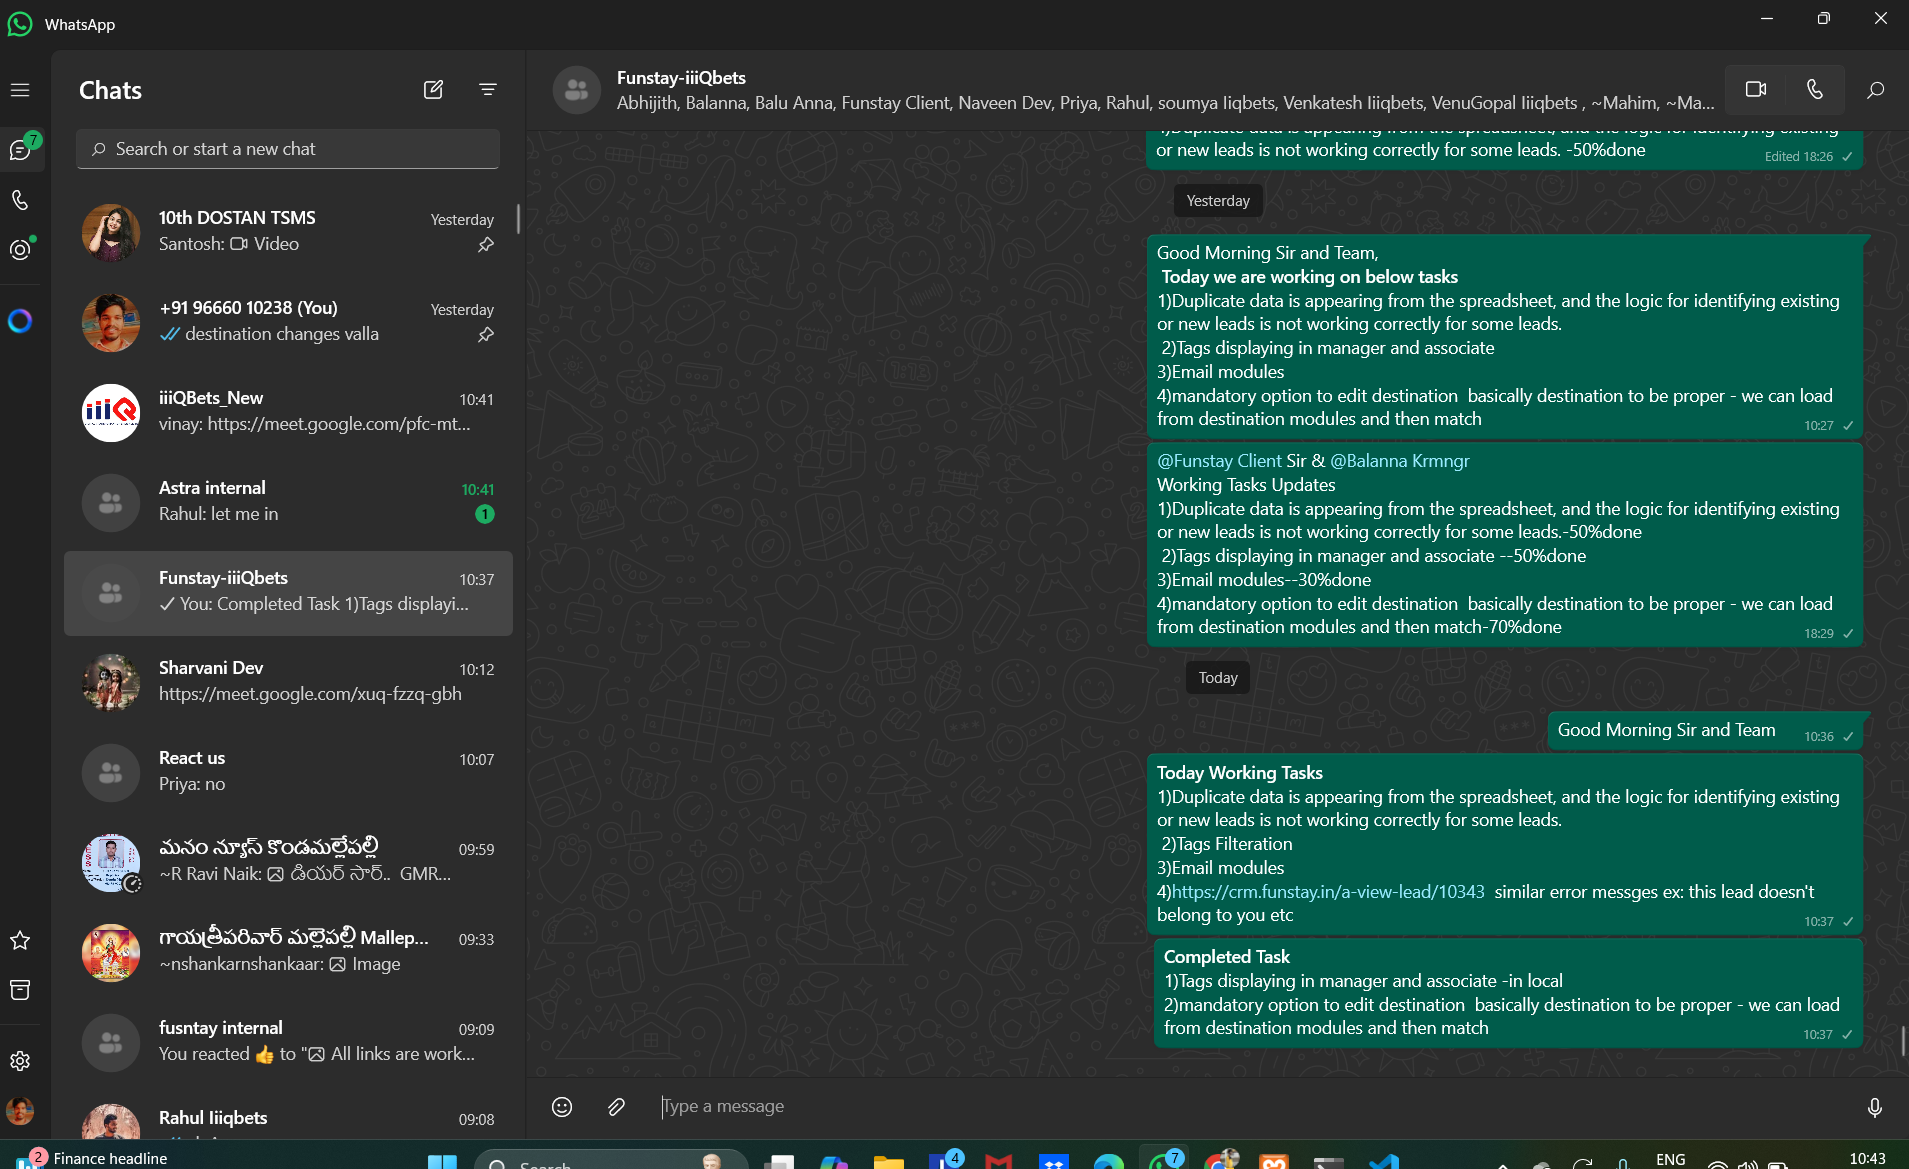 WhatsApp
Chats
7
Search or start a new chat
10th DOSTAN TSMS
Yesterday
Santosh: Video
+91 96660 10238 (You)
Yesterday
destination changes valla
iiiQBets_New
10:41
vinay: https://meet.google.com/pfc-mt...
Astra internal
10:41
Rahul: let me in
1
Funstay-iiiQbets
10:37
You: Completed Task 1)Tags displayi...
Sharvani Dev
10:12
https://meet.google.com/xuq-fzzq-gbh
React us
10:07
Priya: no
మనం న్యూస్ కొండమల్లేపల్లి
09:59
~R Ravi Naik: డియర్ సార్.. GMR...
గాయత్రీపరివార్ మల్లెపల్లి Mallep...
09:33
~nshankarnshankaar: Image
fusntay internal
09:09
You reacted 👍 to "All links are work...
Rahul Iiiqbets
09:08
Funstay-iiiQbets
Abhijith, Balanna, Balu Anna, Funstay Client, Naveen Dev, Priya, Rahul, soumya Iiqbets, Venkatesh Iiiqbets, VenuGopal Iiiqbets , ~Mahim, ~Ma...
1)Duplicate data is appearing from the spreadsheet, and the logic for identifying existing
or new leads is not working correctly for some leads. -50%done
Edited 18:26
Yesterday
Good Morning Sir and Team,
Today we are working on below tasks
1)Duplicate data is appearing from the spreadsheet, and the logic for identifying existing
or new leads is not working correctly for some leads.
2)Tags displaying in manager and associate
3)Email modules
4)mandatory option to edit destination  basically destination to be proper - we can load
from destination modules and then match
10:27
@Funstay Client Sir & @Balanna Krmngr
Working Tasks Updates
1)Duplicate data is appearing from the spreadsheet, and the logic for identifying existing
or new leads is not working correctly for some leads.-50%done
2)Tags displaying in manager and associate --50%done
3)Email modules--30%done
4)mandatory option to edit destination  basically destination to be proper - we can load
from destination modules and then match-70%done
18:29
Today
Good Morning Sir and Team
10:36
Today Working Tasks
1)Duplicate data is appearing from the spreadsheet, and the logic for identifying existing
or new leads is not working correctly for some leads.
2)Tags Filteration
3)Email modules
4)https://crm.funstay.in/a-view-lead/10343  similar error messges ex: this lead doesn't
belong to you etc
10:37
Completed Task
1)Tags displaying in manager and associate -in local
2)mandatory option to edit destination  basically destination to be proper - we can load
from destination modules and then match
10:37
Type a message
2
Finance headline
Search
4
7
ENG
10:43